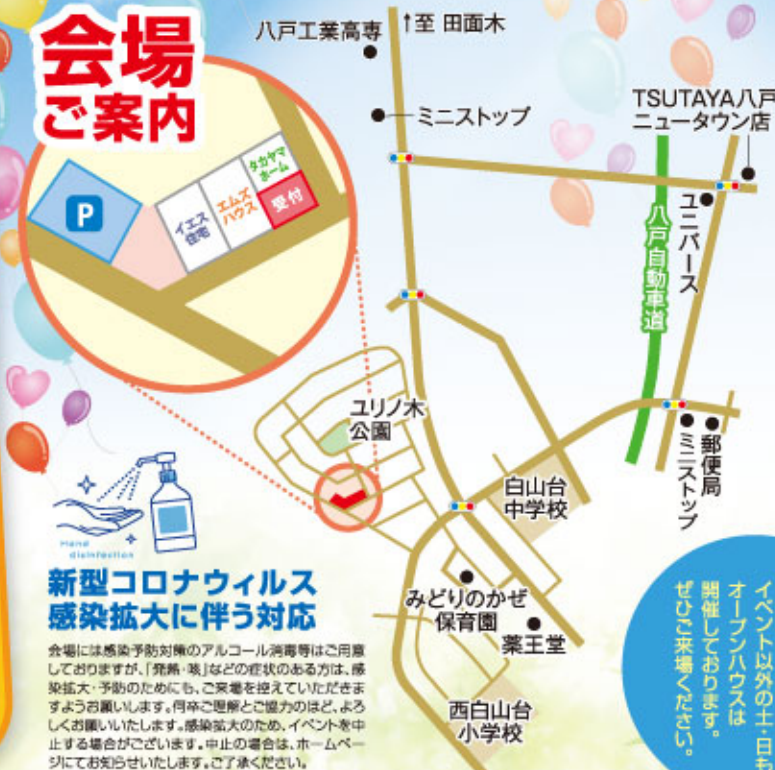 会場
ご案内
八戸工業高専
↑至 田面木
ミニストップ
TSUTAYA八戸
ニュータウン店
P
イエス
住宅
エムズ
ハウス
タカヤマ
ホーム
受付
八戸自動車道
ユニバース
ユリノ木
公園
白山台
中学校
ミニストップ
郵便局
みどりのかぜ
保育園
薬王堂
西白山台
小学校
Hand
disinfection
新型コロナウィルス
感染拡大に伴う対応
会場には感染予防対策のアルコール消毒等はご用意
しておりますが、「発熱・咳」などの症状のある方は、感
染拡大・予防のためにも、ご来場を控えていただきま
すようお願いします。何卒ご理解とご協力のほど、よろ
しくお願いいたします。感染拡大のため、イベントを中
止する場合がございます。中止の場合は、ホームペー
ジにてお知らせいたします。ご了承ください。
イベント以外の土・日も
オープンハウスは
開催しております。
ぜひご来場ください。